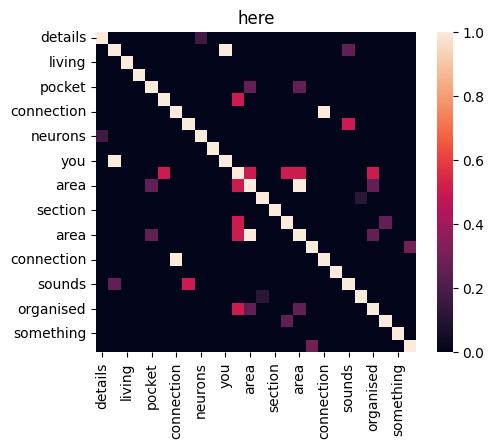 here
details
living
pocket
connection
neurons
you
area
section
area
connection
sounds
organised
something
details
living
pocket
connection
neurons
you
area
section
area
connection
sounds
organised
something
1.0
0.8
0.6
0.4
0.2
0.0